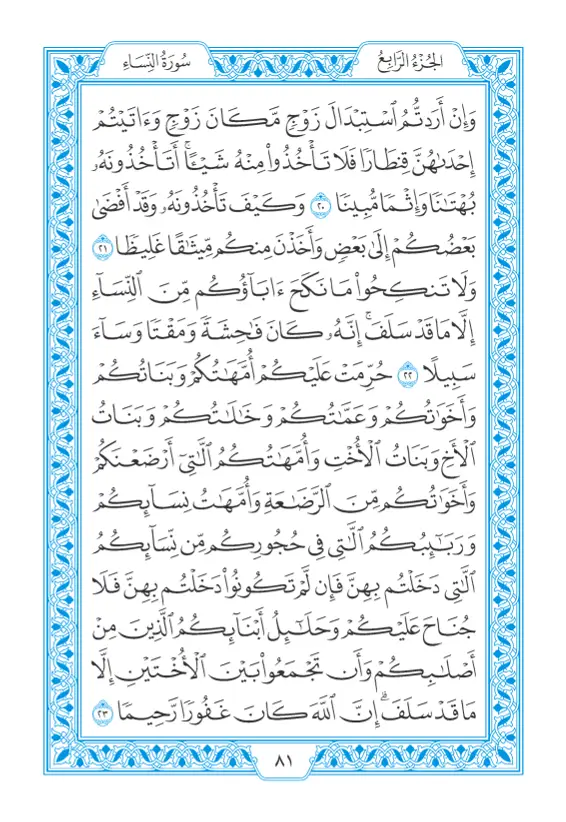 الجُزْءُ الرَّابِعُ
سُورَةُ النِّسَاءِ
وَإِنْ أَرَدتُّمُ ٱسْتِبْدَالَ زَوْجٍ مَّكَانَ زَوْجٍ وَءَاتَيْتُمْ
إِحْدَىٰهُنَّ قِنطَارًا فَلَا تَأْخُذُوا۟ مِنْهُ شَيْـًٔا ۚ أَتَأْخُذُونَهُۥ
بُهْتَـٰنًا وَإِثْمًا مُّبِينًا ٢٠ وَكَيْفَ تَأْخُذُونَهُۥ وَقَدْ أَفْضَىٰ
بَعْضُكُمْ إِلَىٰ بَعْضٍ وَأَخَذْنَ مِنكُم مِّيثَـٰقًا غَلِيظًا ٢١
وَلَا تَنكِحُوا۟ مَا نَكَحَ ءَابَآؤُكُم مِّنَ ٱلنِّسَآءِ
إِلَّا مَا قَدْ سَلَفَ ۚ إِنَّهُۥ كَانَ فَـٰحِشَةً وَمَقْتًا وَسَآءَ
سَبِيلًا ٢٢ حُرِّمَتْ عَلَيْكُمْ أُمَّهَـٰتُكُمْ وَبَنَاتُكُمْ
وَأَخَوَٰتُكُمْ وَعَمَّـٰتُكُمْ وَخَـٰلَـٰتُكُمْ وَبَنَاتُ
ٱلْأَخِ وَبَنَاتُ ٱلْأُخْتِ وَأُمَّهَـٰتُكُمُ ٱلَّـٰتِىٓ أَرْضَعْنَكُمْ
وَأَخَوَٰتُكُم مِّنَ ٱلرَّضَـٰعَةِ وَأُمَّهَـٰتُ نِسَآئِكُمْ
وَرَبَـٰٓئِبُكُمُ ٱلَّـٰتِى فِى حُجُورِكُم مِّن نِّسَآئِكُمُ
ٱلَّـٰتِى دَخَلْتُم بِهِنَّ فَإِن لَّمْ تَكُونُوا۟ دَخَلْتُم بِهِنَّ فَلَا
جُنَاحَ عَلَيْكُمْ وَحَلَـٰٓئِلُ أَبْنَآئِكُمُ ٱلَّذِينَ مِنْ
أَصْلَـٰبِكُمْ وَأَن تَجْمَعُوا۟ بَيْنَ ٱلْأُخْتَيْنِ إِلَّا
مَا قَدْ سَلَفَ ۗ إِنَّ ٱللَّهَ كَانَ غَفُورًا رَّحِيمًا ٢٣
٨١